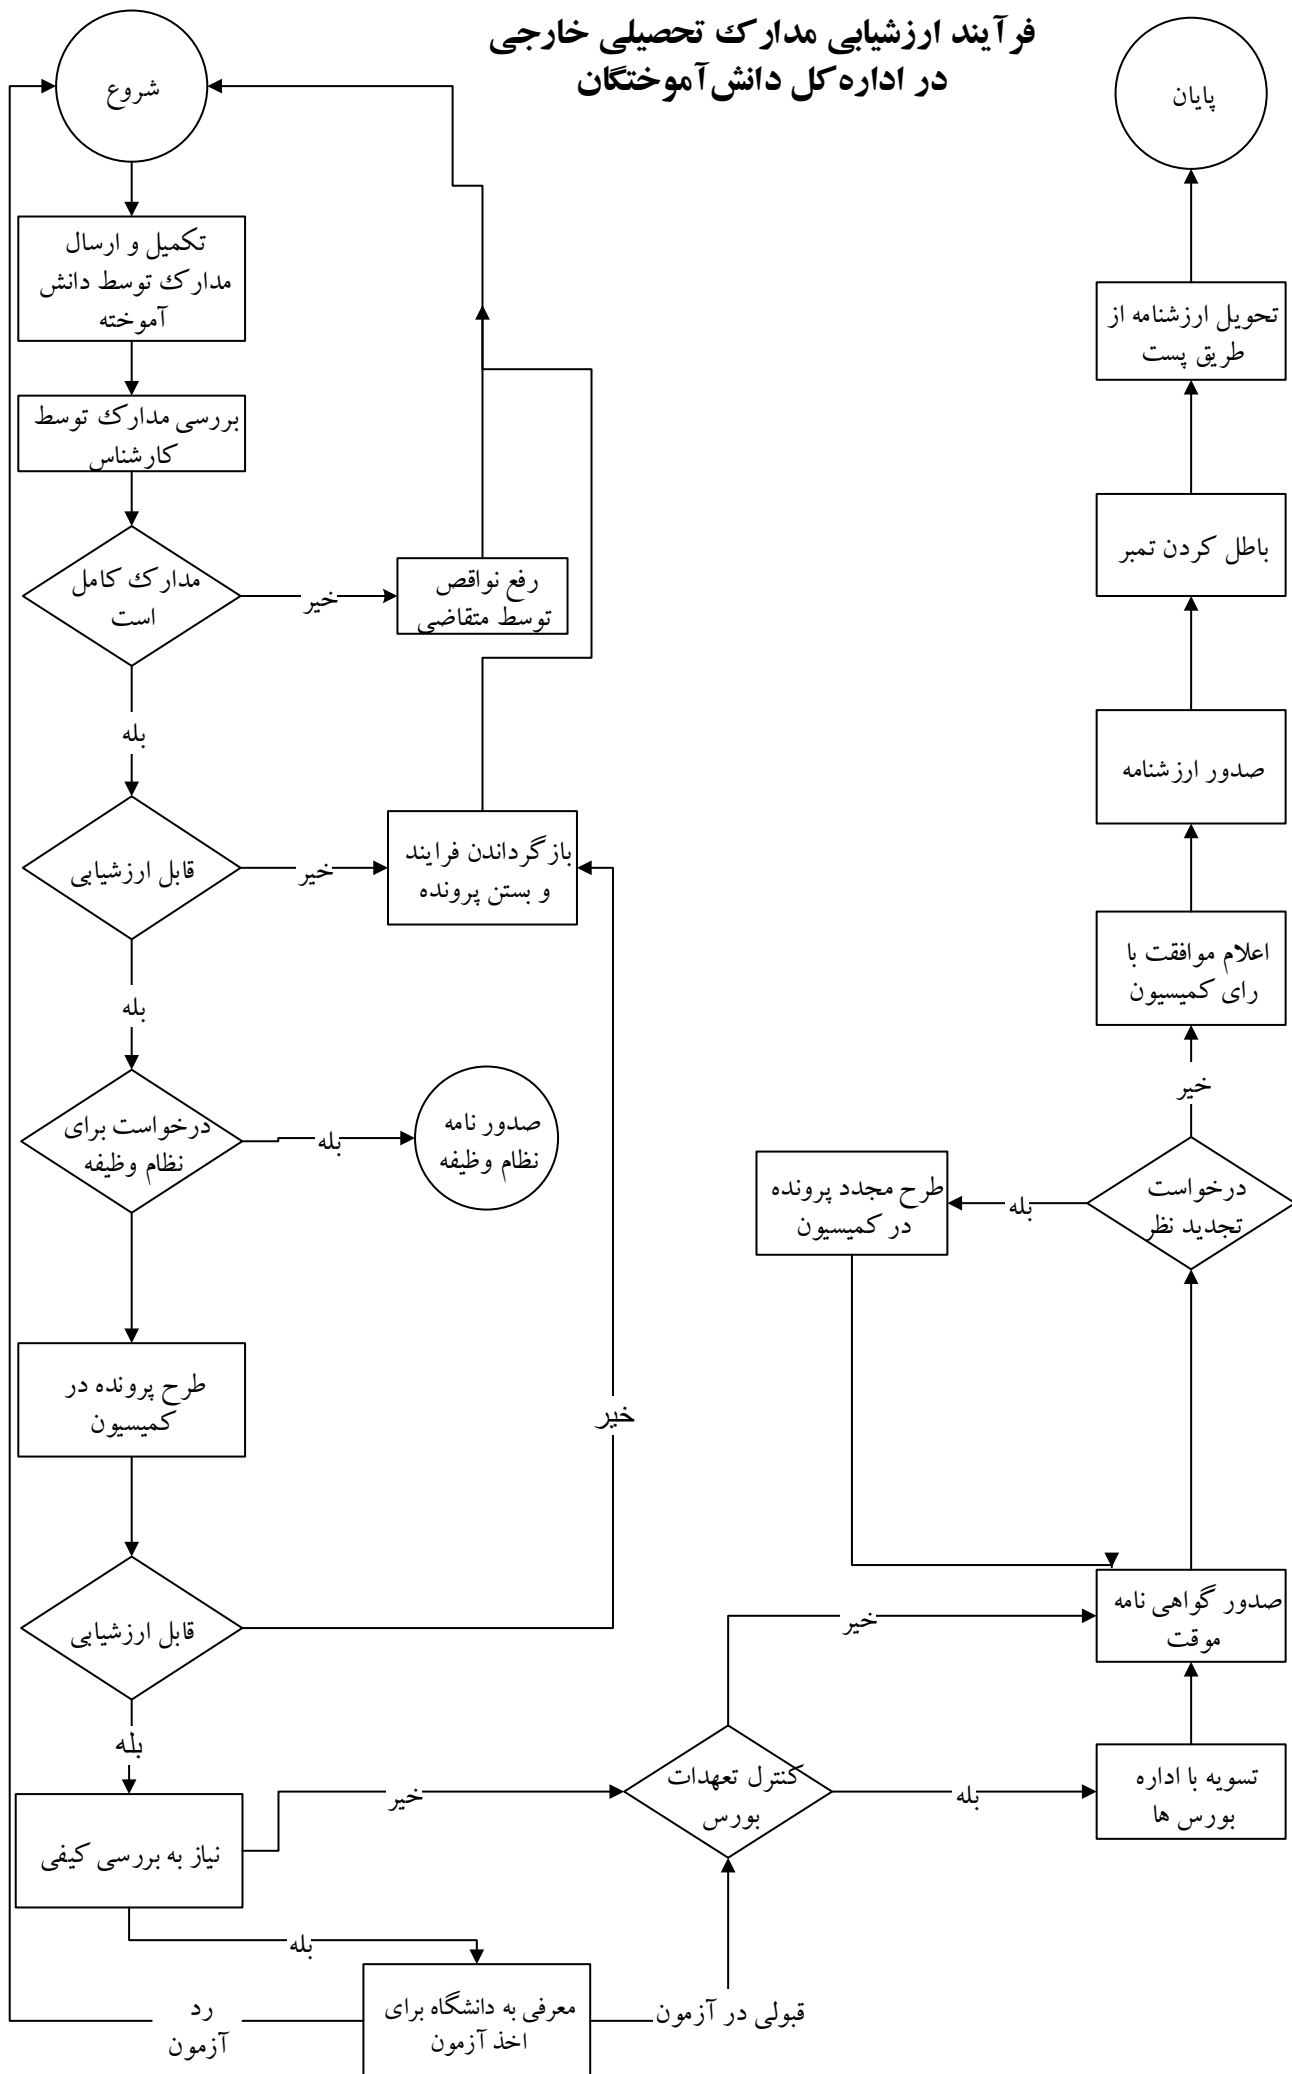 فرآیند ارزشیابی مدارک تحصیلی خارجی
در اداره کل دانش‌آموختگان
شروع
تکمیل و ارسال
مدارک توسط دانش
آموخته
بررسی مدارک توسط
کارشناس
مدارک کامل
است
خیر
رفع نواقص
توسط متقاضی
بله
قابل ارزشیابی
خیر
بازگرداندن فرایند
و بستن پرونده
بله
درخواست برای
نظام وظیفه
بله
صدور نامه
نظام وظیفه
طرح پرونده در
کمیسیون
خیر
قابل ارزشیابی
بله
نیاز به بررسی کیفی
خیر
بله
معرفی به دانشگاه برای
اخذ آزمون
رد
آزمون
قبولی در آزمون
کنترل تعهدات
بورس
خیر
بله
تسویه با اداره
بورس ها
صدور گواهی نامه
موقت
درخواست
تجدید نظر
بله
طرح مجدد پرونده
در کمیسیون
خیر
اعلام موافقت با
رای کمیسیون
صدور ارزشنامه
باطل کردن تمبر
تحویل ارزشنامه از
طریق پست
پایان